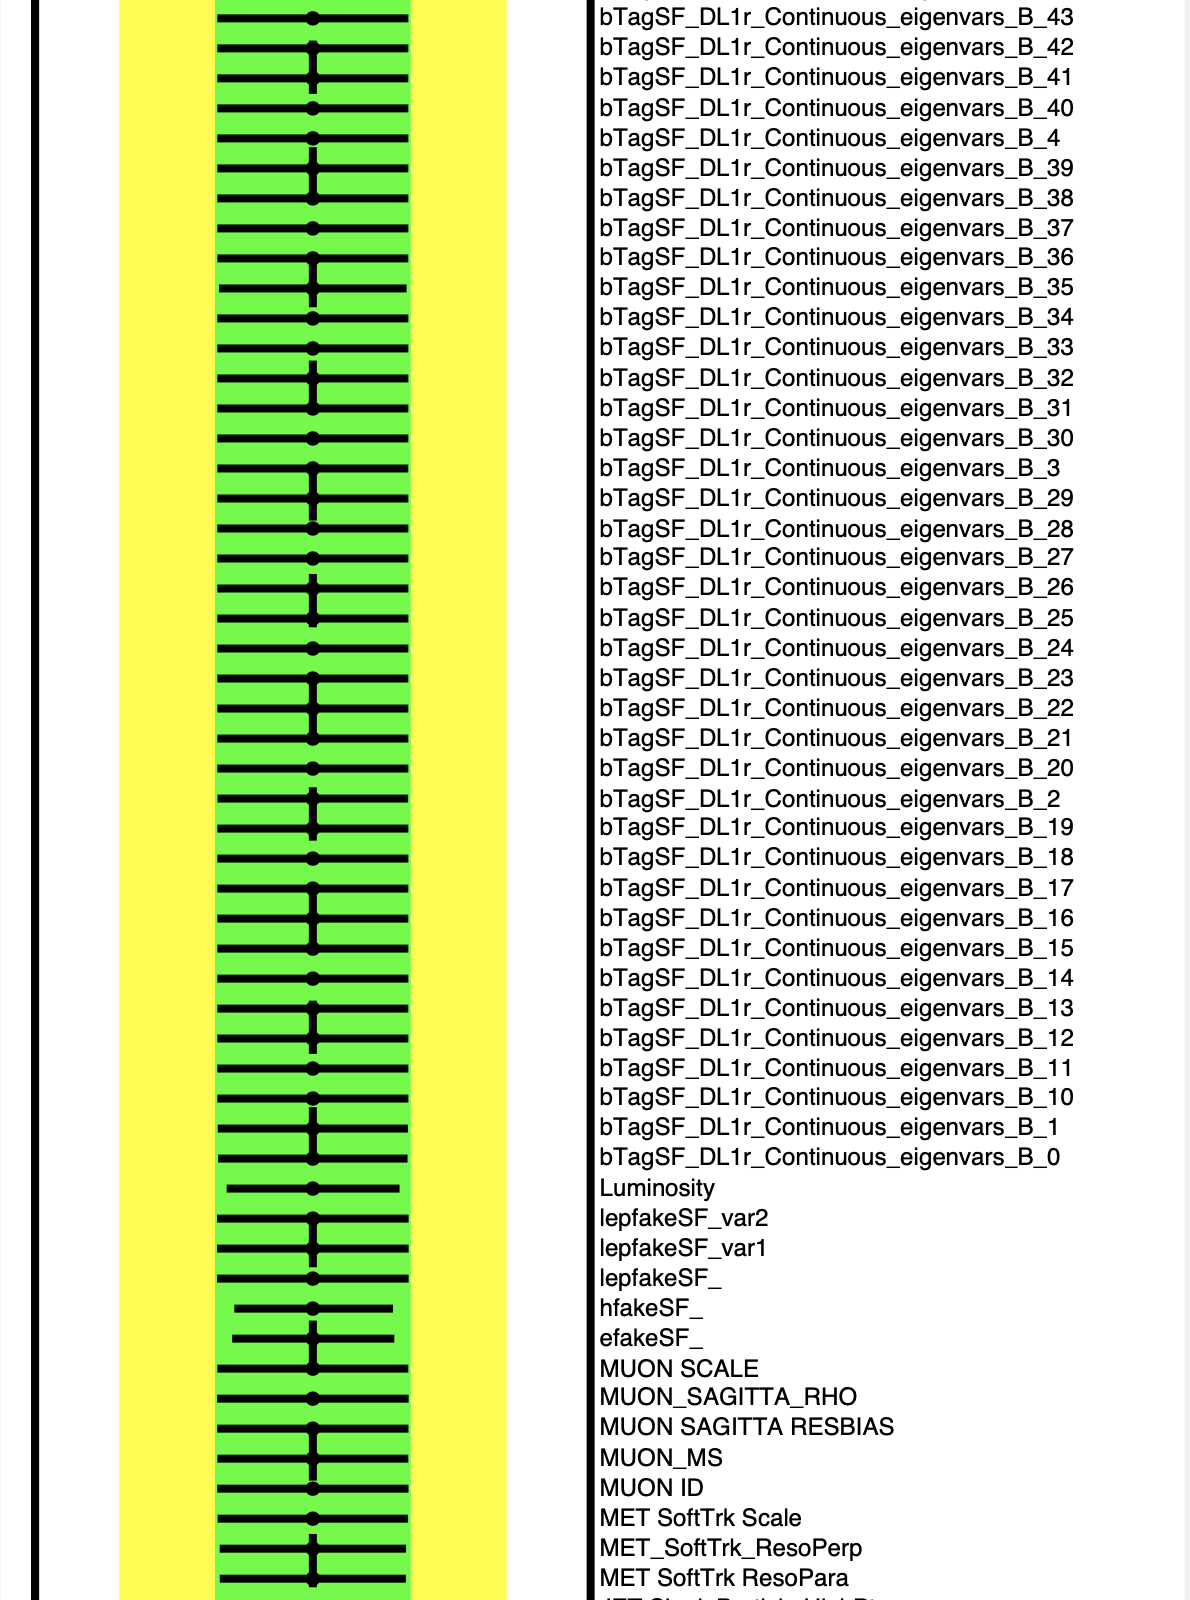 bTagSF_DL1r_Continuous_eigenvars_B_43
bTagSF_DL1r_Continuous_eigenvars_B_42
bTagSF_DL1r_Continuous_eigenvars_B_41
bTagSF_DL1r_Continuous_eigenvars_B_40
bTagSF_DL1r_Continuous_eigenvars_B_4
bTagSF_DL1r_Continuous_eigenvars_B_39
bTagSF_DL1r_Continuous_eigenvars_B_38
bTagSF_DL1r_Continuous_eigenvars_B_37
bTagSF_DL1r_Continuous_eigenvars_B_36
bTagSF_DL1r_Continuous_eigenvars_B_35
bTagSF_DL1r_Continuous_eigenvars_B_34
bTagSF_DL1r_Continuous_eigenvars_B_33
bTagSF_DL1r_Continuous_eigenvars_B_32
bTagSF_DL1r_Continuous_eigenvars_B_31
bTagSF_DL1r_Continuous_eigenvars_B_30
bTagSF_DL1r_Continuous_eigenvars_B_3
bTagSF_DL1r_Continuous_eigenvars_B_29
bTagSF_DL1r_Continuous_eigenvars_B_28
bTagSF_DL1r_Continuous_eigenvars_B_27
bTagSF_DL1r_Continuous_eigenvars_B_26
bTagSF_DL1r_Continuous_eigenvars_B_25
bTagSF_DL1r_Continuous_eigenvars_B_24
bTagSF_DL1r_Continuous_eigenvars_B_23
bTagSF_DL1r_Continuous_eigenvars_B_22
bTagSF_DL1r_Continuous_eigenvars_B_21
bTagSF_DL1r_Continuous_eigenvars_B_20
bTagSF_DL1r_Continuous_eigenvars_B_2
bTagSF_DL1r_Continuous_eigenvars_B_19
bTagSF_DL1r_Continuous_eigenvars_B_18
bTagSF_DL1r_Continuous_eigenvars_B_17
bTagSF_DL1r_Continuous_eigenvars_B_16
bTagSF_DL1r_Continuous_eigenvars_B_15
bTagSF_DL1r_Continuous_eigenvars_B_14
bTagSF_DL1r_Continuous_eigenvars_B_13
bTagSF_DL1r_Continuous_eigenvars_B_12
bTagSF_DL1r_Continuous_eigenvars_B_11
bTagSF_DL1r_Continuous_eigenvars_B_10
bTagSF_DL1r_Continuous_eigenvars_B_1
bTagSF_DL1r_Continuous_eigenvars_B_0
Luminosity
lepfakeSF_var2
lepfakeSF_var1
lepfakeSF_
hfakeSF_
efakeSF_
MUON SCALE
MUON_SAGITTA_RHO
MUON SAGITTA RESBIAS
MUON_MS
MUON ID
MET SoftTrk Scale
MET_SoftTrk_ResoPerp
MET SoftTrk ResoPara